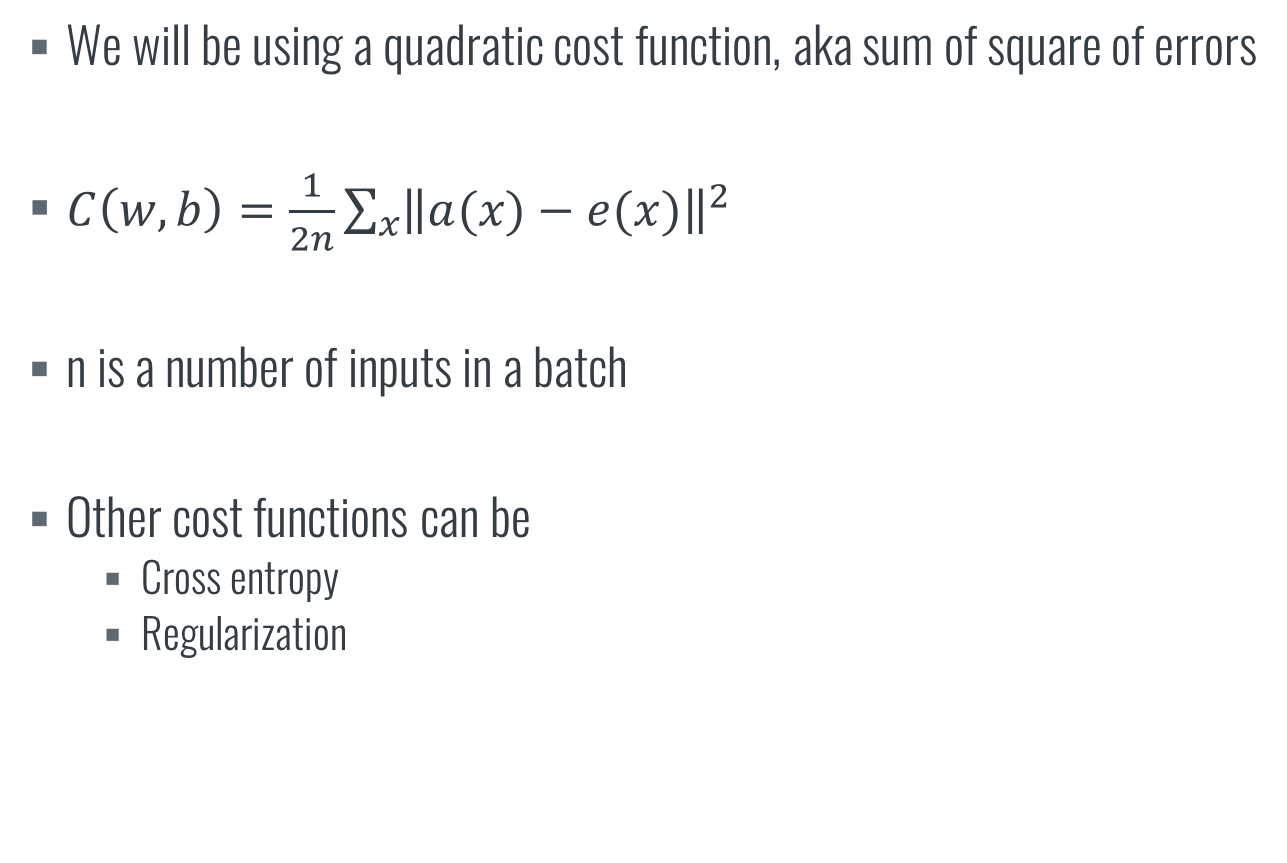 ▪ We will be using a quadratic cost function, aka sum of square of errors
▪ C(w, b) = 1/2n ∑ₓ‖a(x) − e(x)‖²
▪ n is a number of inputs in a batch
▪ Other cost functions can be
▪ Cross entropy
▪ Regularization